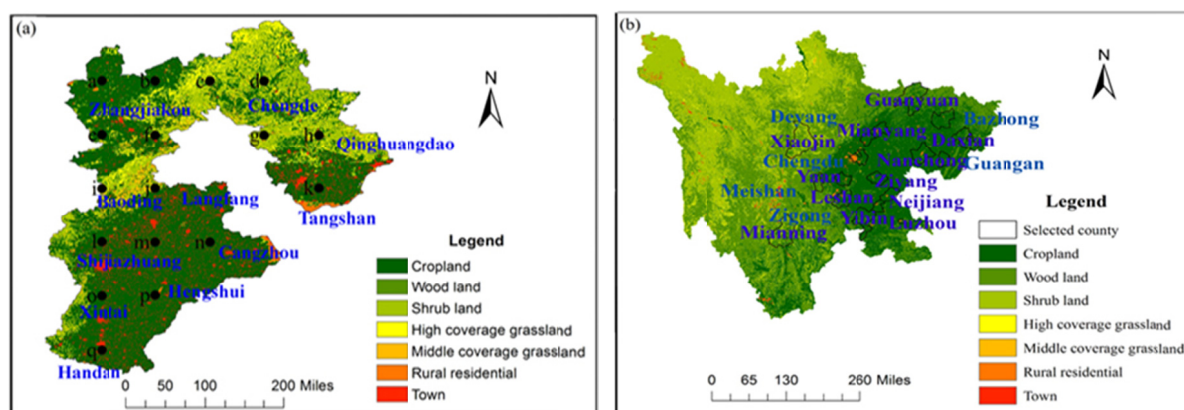 (a)
N
a
b
c
d
Zhangjiakou
Chengde
e
f
g
h
Qinhuangdao
i
j
Baoding
Langfang
k
Tangshan
l
m
n
Shijiazhuang
Cangzhou
o
p
Hengshui
Xintai
q
Handan
0 50 100 200 Miles
Legend
Cropland
Wood land
Shrub land
High coverage grassland
Middle coverage grassland
Rural residential
Town
(b)
N
Guanyuan
Deyang
Mianyang
Bazhong
Xiaojin
Daxian
Chengdu
Nanchong
Guangan
Yaan
Ziyang
Meishan
Leshan
Neijiang
Zigong
Yibin
Luzhou
Mianning
0 65 130 260 Miles
Legend
Selected county
Cropland
Wood land
Shrub land
High coverage grassland
Middle coverage grassland
Rural residential
Town